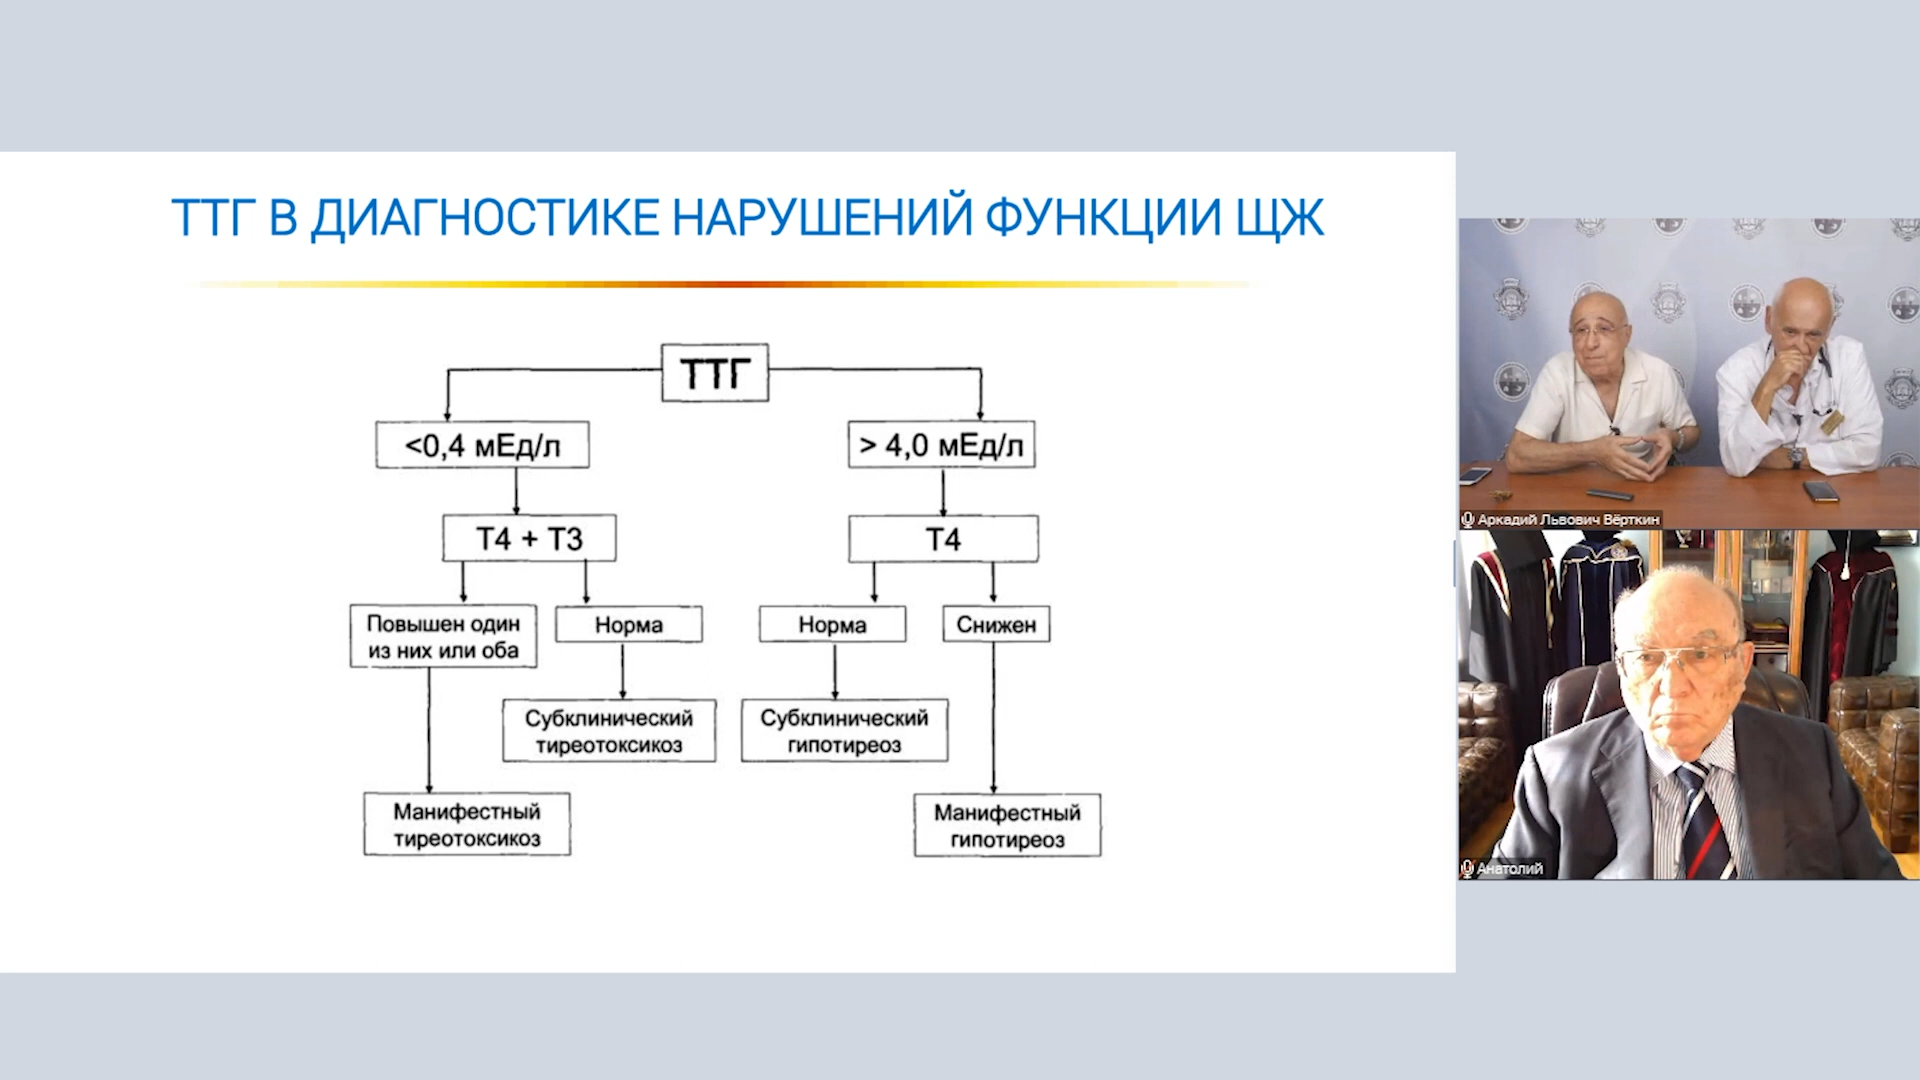 ТТГ В ДИАГНОСТИКЕ НАРУШЕНИЙ ФУНКЦИИ ЩЖ
ТТГ
<0,4 мЕд/л
> 4,0 мЕд/л
Т4 + Т3
Т4
Повышен один
из них или оба
Норма
Норма
Снижен
Субклинический
тиреотоксикоз
Субклинический
гипотиреоз
Манифестный
тиреотоксикоз
Манифестный
гипотиреоз
Аркадий Львович Вёрткин
Анатолий